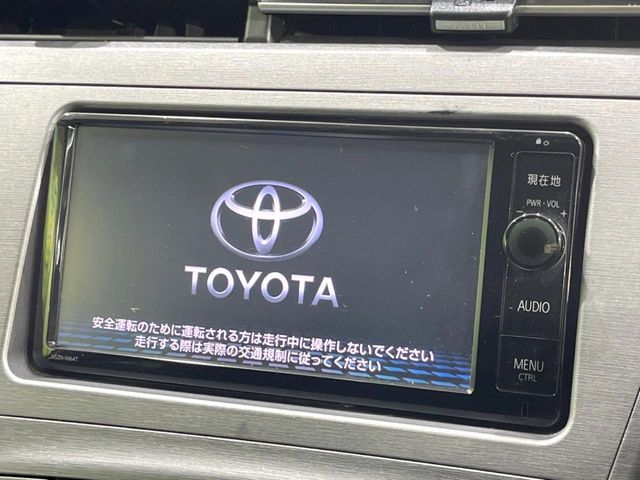 現在地
PWR・VOL
- +
TOYOTA
AUDIO
安全運転のために運転される方は走行中に操作しないでください
走行する際は実際の交通規制に従ってください
MENU
CTRL
NSZN-W64T